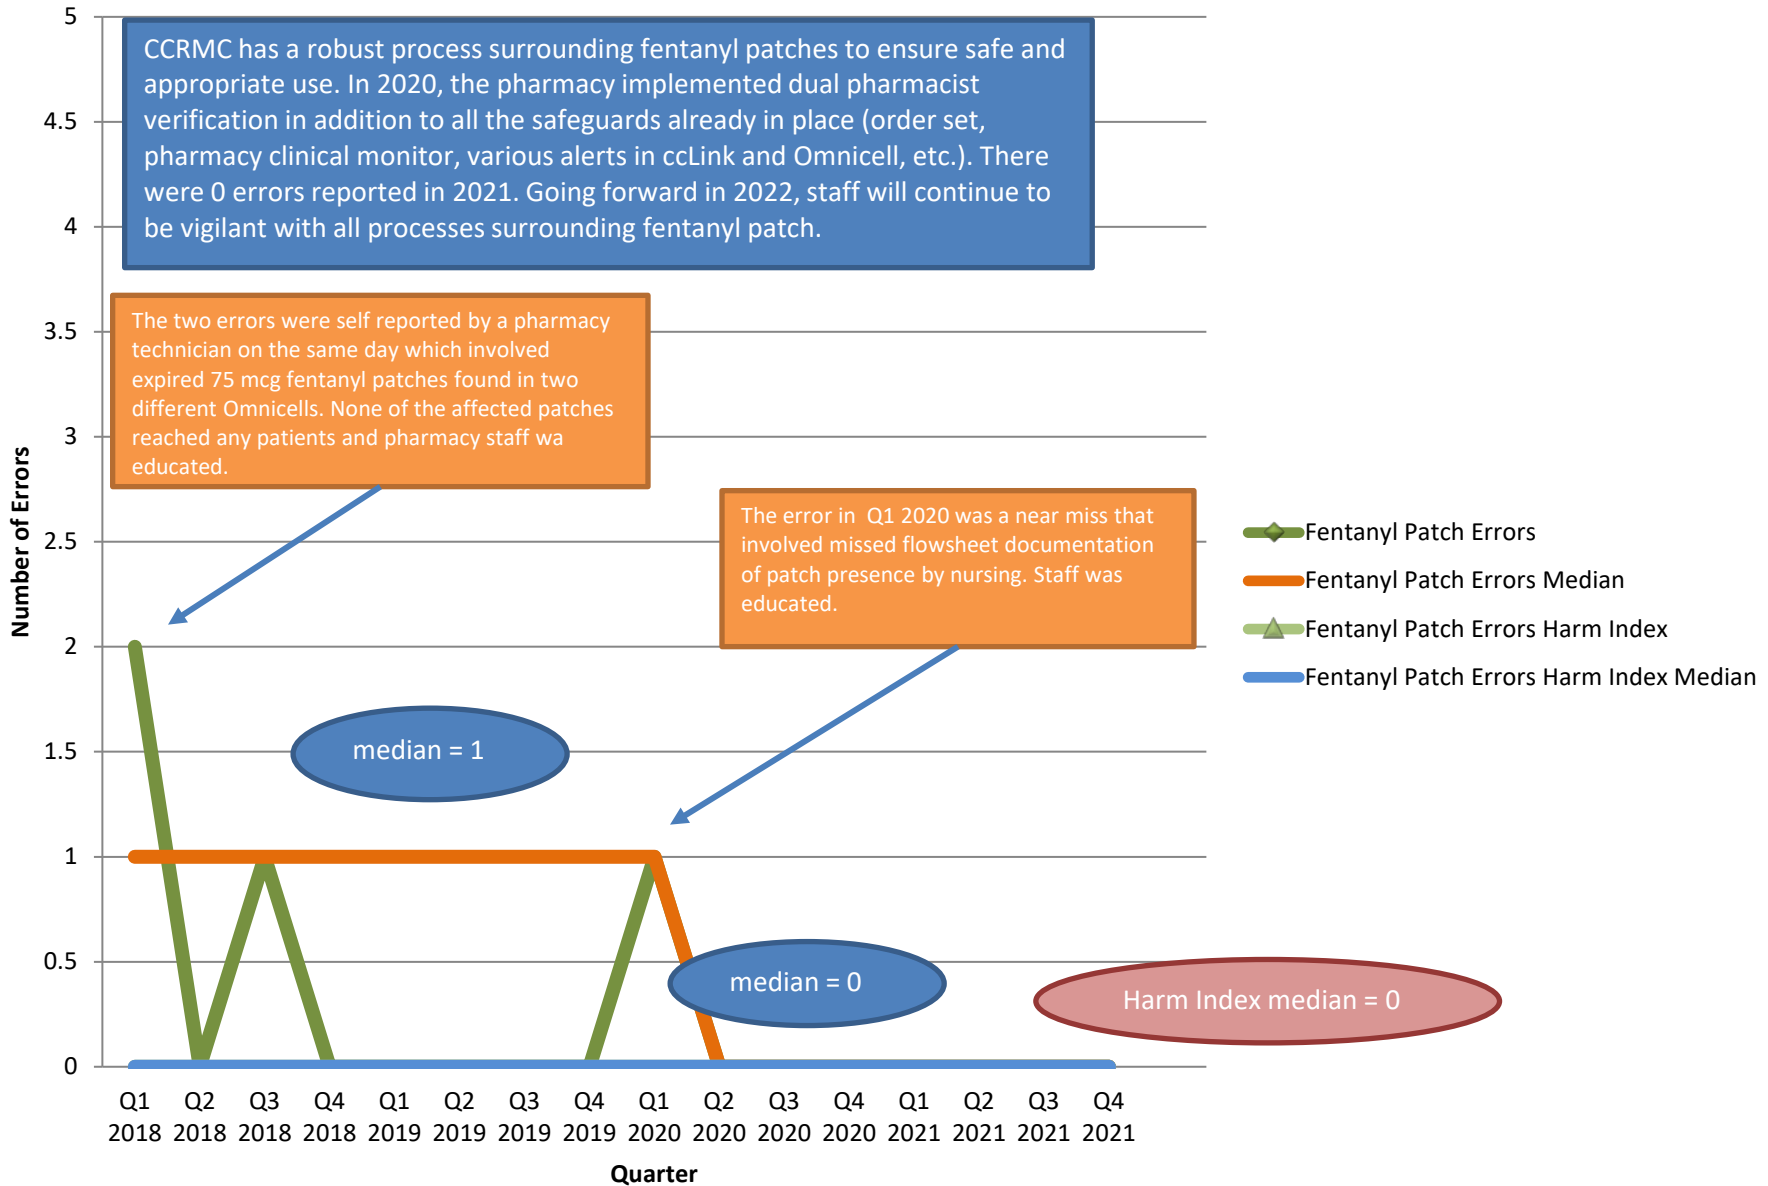 5
CCRMC has a robust process surrounding fentanyl patches to ensure safe and
appropriate use. In 2020, the pharmacy implemented dual pharmacist
verification in addition to all the safeguards already in place (order set,
pharmacy clinical monitor, various alerts in ccLink and Omnicell, etc.). There
were 0 errors reported in 2021. Going forward in 2022, staff will continue to
be vigilant with all processes surrounding fentanyl patch.
4.5
4
3.5
3
2.5
2
1.5
1
0.5
0
Number of Errors
The two errors were self reported by a pharmacy
technician on the same day which involved
expired 75 mcg fentanyl patches found in two
different Omnicells. None of the affected patches
reached any patients and pharmacy staff wa
educated.
The error in  Q1 2020 was a near miss that
involved missed flowsheet documentation
of patch presence by nursing. Staff was
educated.
Fentanyl Patch Errors
Fentanyl Patch Errors Median
Fentanyl Patch Errors Harm Index
Fentanyl Patch Errors Harm Index Median
median = 1
median = 0
Harm Index median = 0
Q1 Q2 Q3 Q4 Q1 Q2 Q3 Q4 Q1 Q2 Q3 Q4 Q1 Q2 Q3 Q4
2018 2018 2018 2018 2019 2019 2019 2019 2020 2020 2020 2020 2021 2021 2021 2021
Quarter